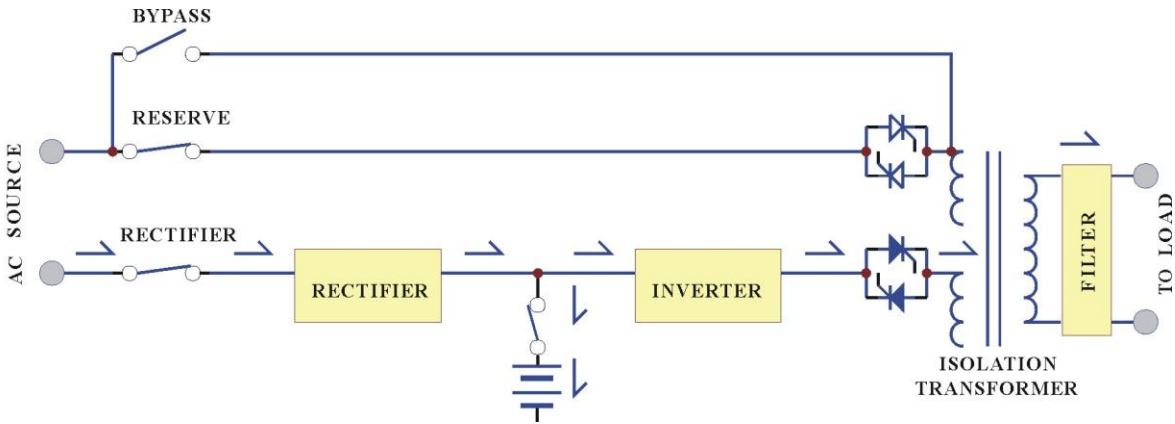 BYPASS
RESERVE
AC SOURCE
RECTIFIER
RECTIFIER
INVERTER
ISOLATION
TRANSFORMER
FILTER
TO LOAD